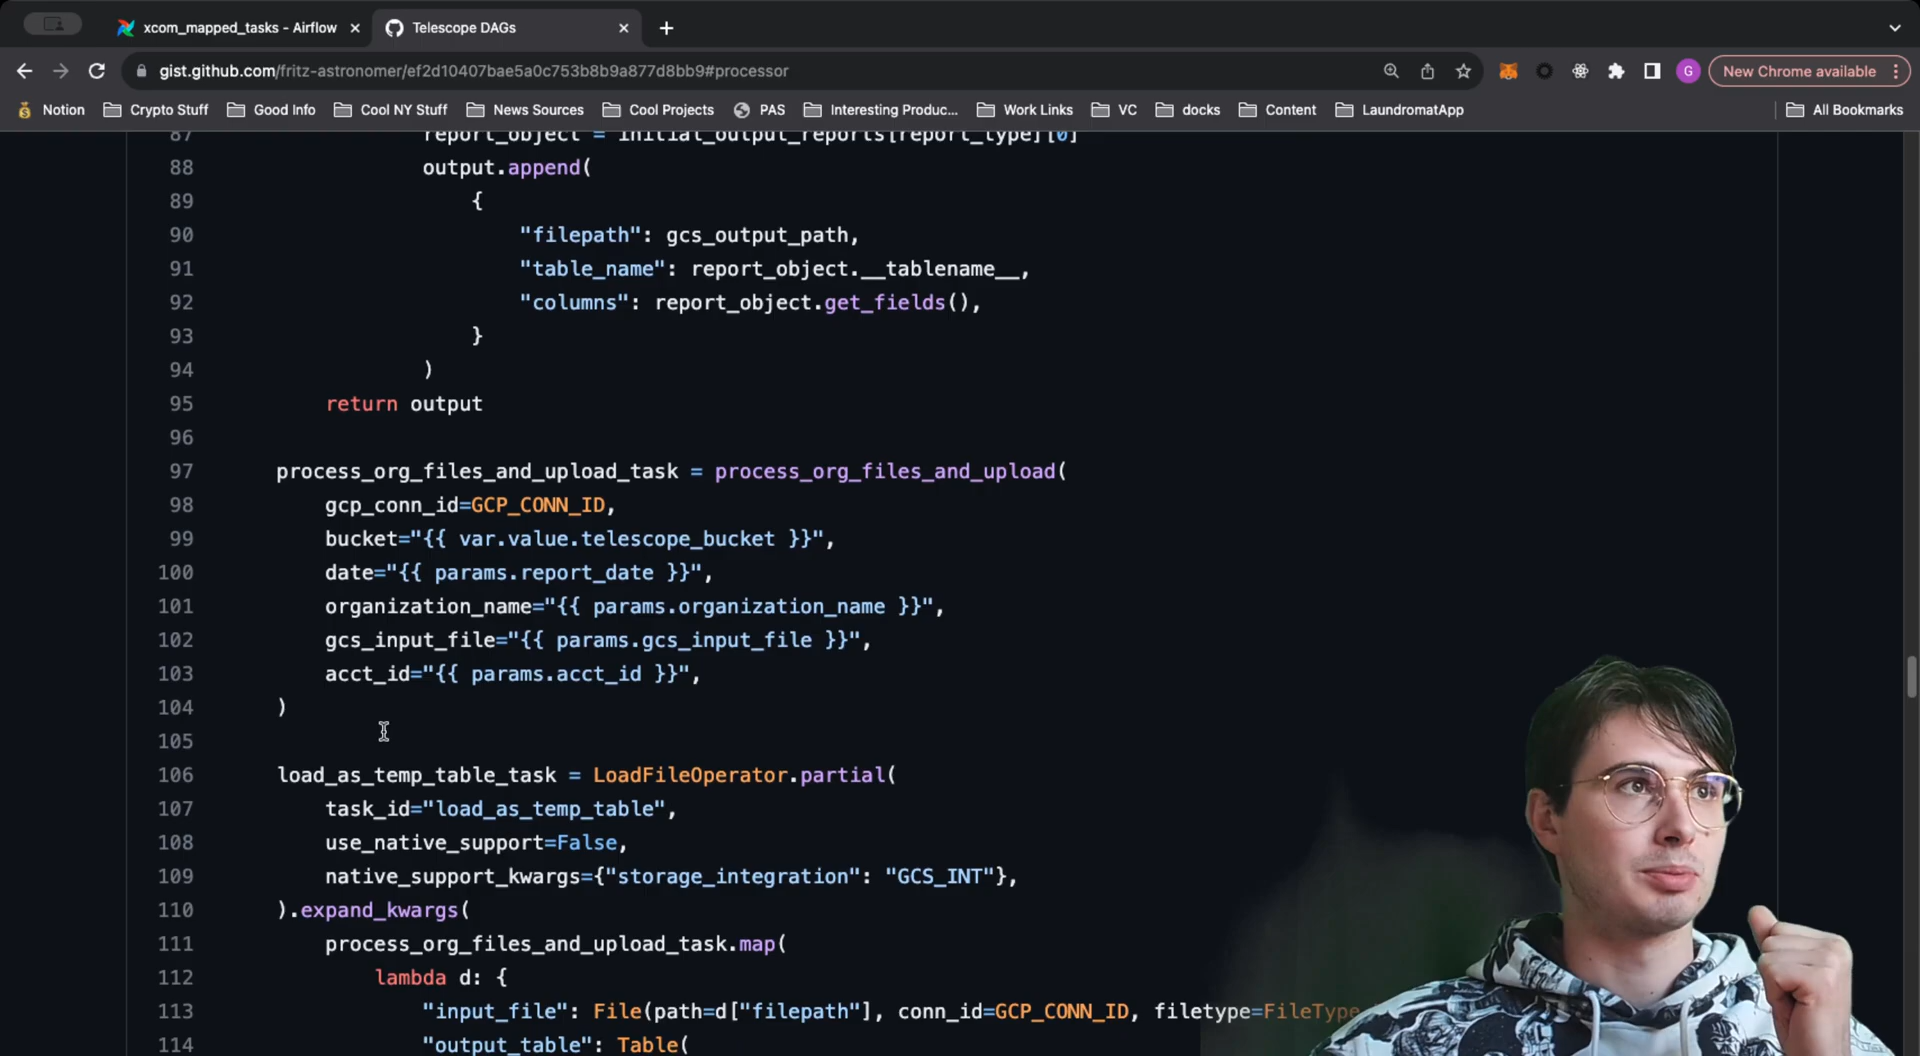 xcom_mapped_tasks - Airflow
Telescope DAGs
gist.github.com/fritz-astronomer/ef2d10407bae5a0c753b8b9a877d8bb9#processor
G
New Chrome available
Notion
Crypto Stuff
Good Info
Cool NY Stuff
News Sources
Cool Projects
PAS
Interesting Produc...
Work Links
VC
docks
Content
LaundromatApp
All Bookmarks
87 report_object = initial_output_reports[report_type][0]
88 output.append(
89 {
90 "filepath": gcs_output_path,
91 "table_name": report_object.__tablename__,
92 "columns": report_object.get_fields(),
93 }
94 )
95 return output
96
97 process_org_files_and_upload_task = process_org_files_and_upload(
98 gcp_conn_id=GCP_CONN_ID,
99 bucket="{{ var.value.telescope_bucket }}",
100 date="{{ params.report_date }}",
101 organization_name="{{ params.organization_name }}",
102 gcs_input_file="{{ params.gcs_input_file }}",
103 acct_id="{{ params.acct_id }}",
104 )
105
106 load_as_temp_table_task = LoadFileOperator.partial(
107 task_id="load_as_temp_table",
108 use_native_support=False,
109 native_support_kwargs={"storage_integration": "GCS_INT"},
110 ).expand_kwargs(
111 process_org_files_and_upload_task.map(
112 lambda d: {
113 "input_file": File(path=d["filepath"], conn_id=GCP_CONN_ID, filetype=FileType
114 "output_table": Table(